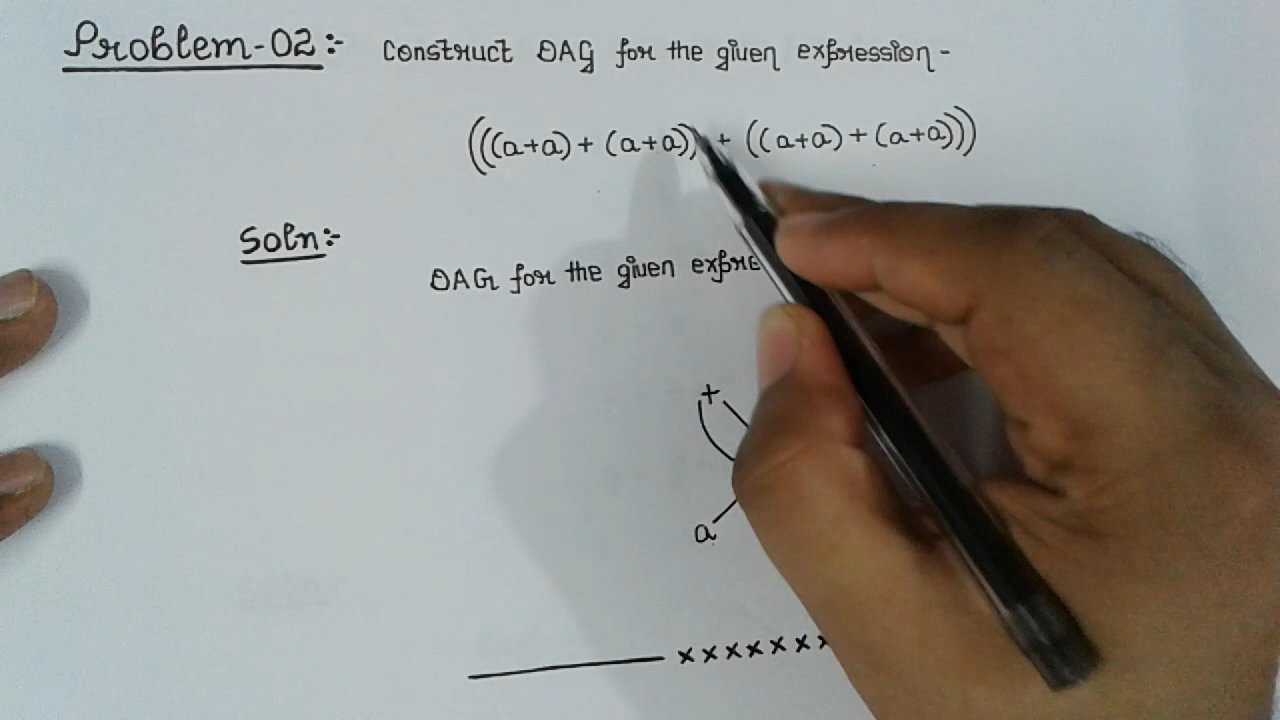 Problem-02:- Construct DAG for the given expression-
(((a+a) + (a+a)) + ((a+a) + (a+a)))
Soln:-
DAG for the given
+
a
xxxxxx